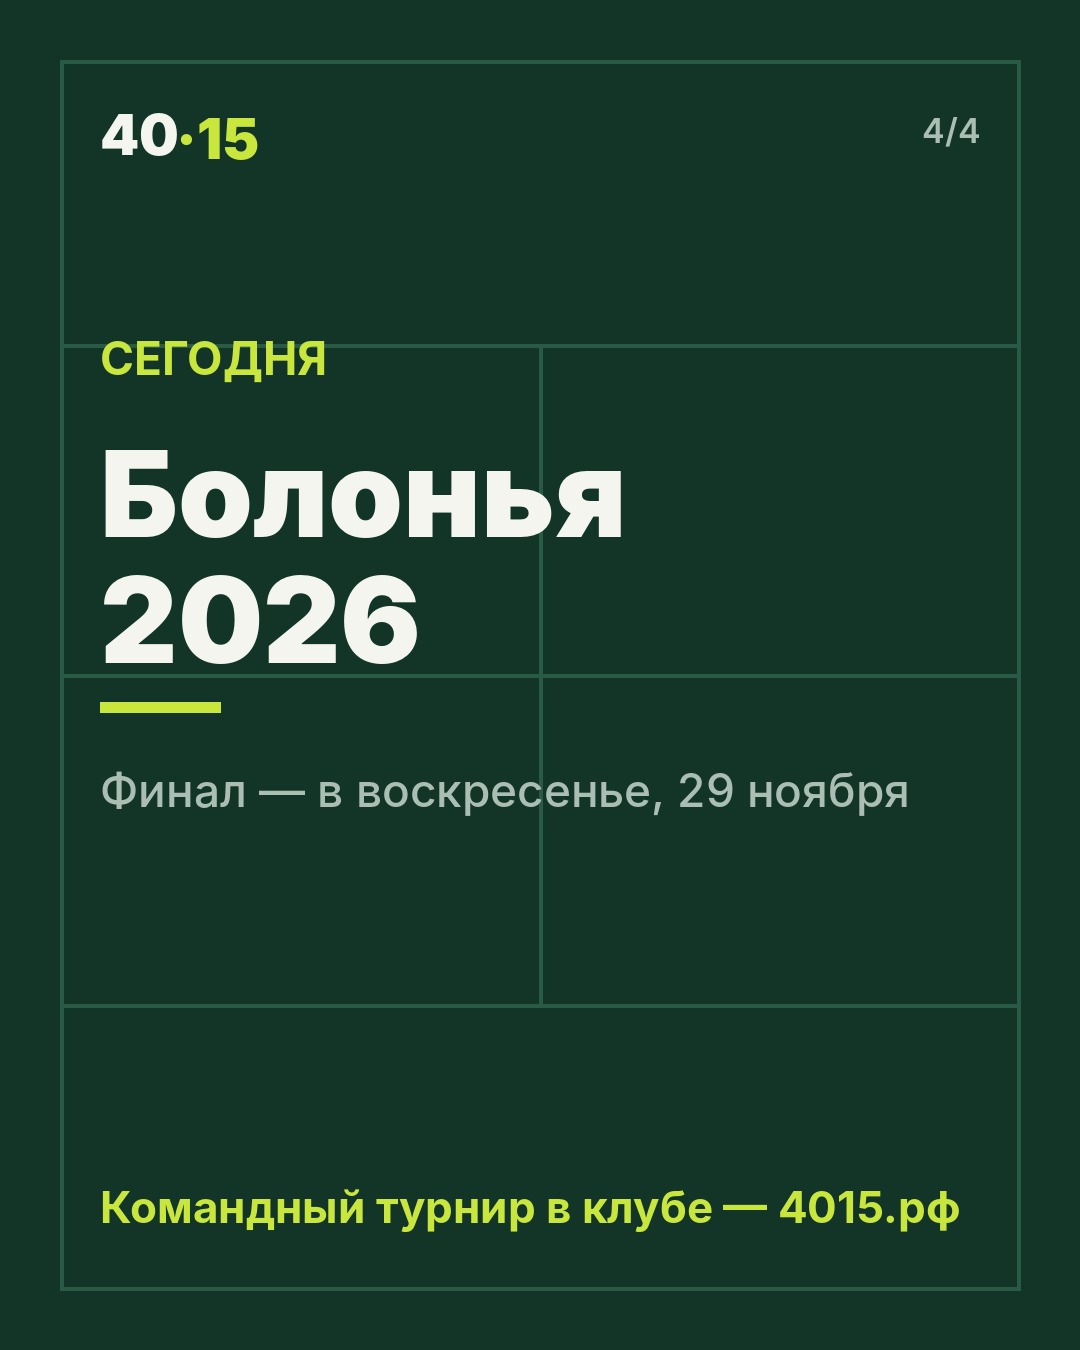 40·15
4/4
СЕГОДНЯ
Болонья
2026
Финал — в воскресенье, 29 ноября
Командный турнир в клубе — 4015.рф